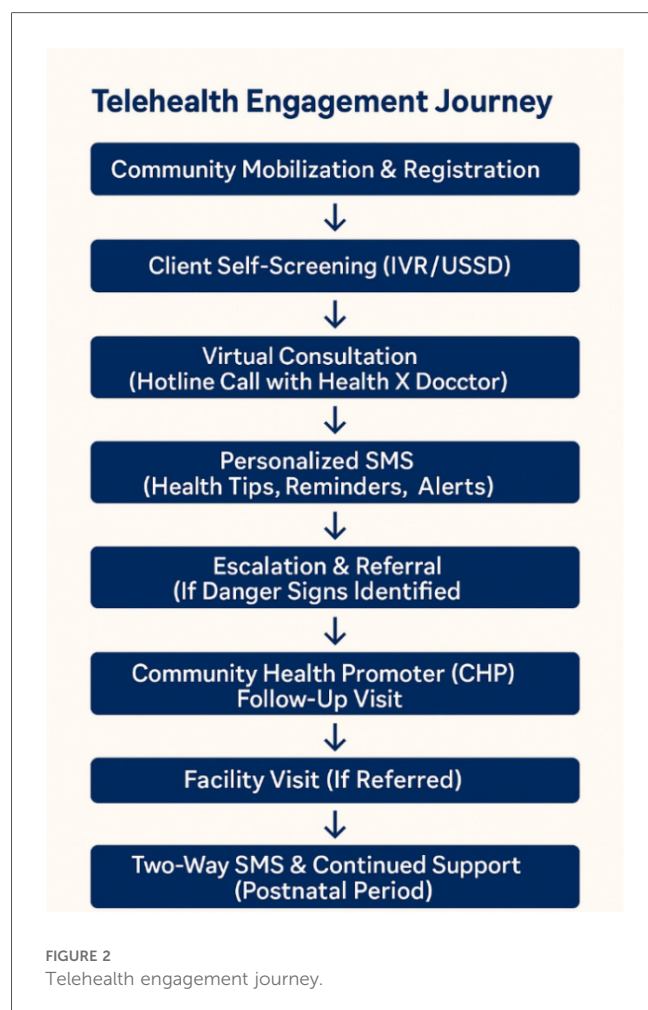 Telehealth Engagement Journey
Community Mobilization & Registration
Client Self-Screening (IVR/USSD)
Virtual Consultation
(Hotline Call with Health X Docctor)
Personalized SMS
(Health Tips, Reminders, Alerts)
Escalation & Referral
(If Danger Signs Identified
Community Health Promoter (CHP)
Follow-Up Visit
Facility Visit (If Referred)
Two-Way SMS & Continued Support
(Postnatal Period)
FIGURE 2
Telehealth engagement journey.